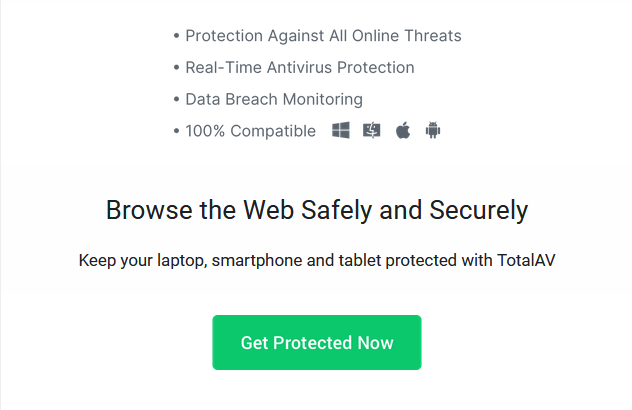 • Protection Against All Online Threats
• Real-Time Antivirus Protection
• Data Breach Monitoring
• 100% Compatible
Browse the Web Safely and Securely
Keep your laptop, smartphone and tablet protected with TotalAV
Get Protected Now